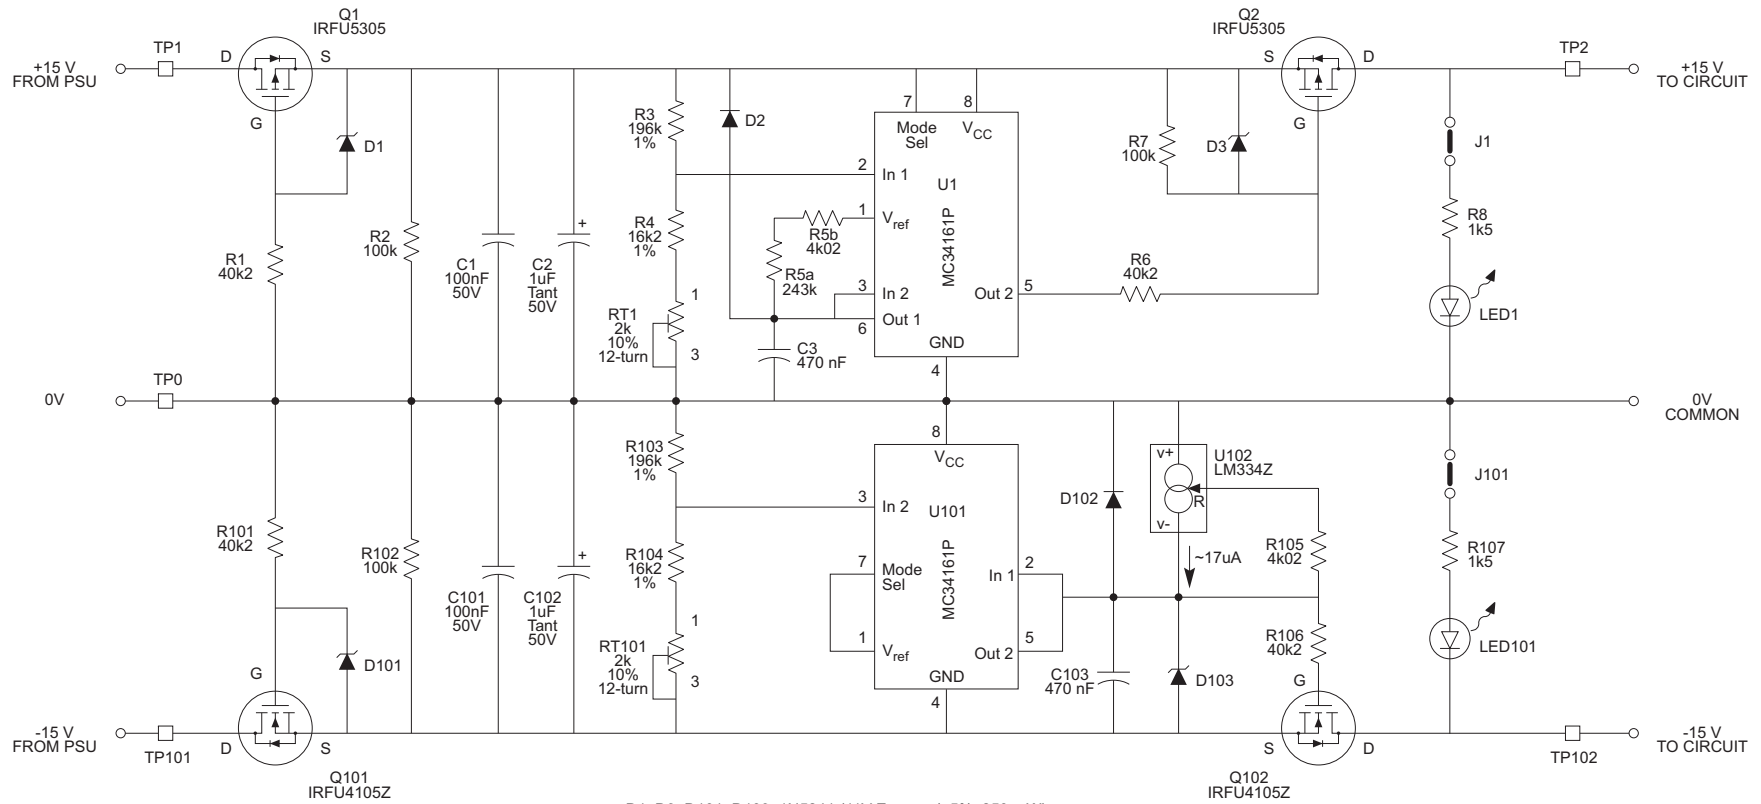 Q1
IRFU5305
Q2
IRFU5305
TP1
D
S
S
D
TP2
+15 V
FROM PSU
+15 V
TO CIRCUIT
G
G
D1
R3
196k
1%
D2
7
8
Mode
Sel
VCC
R7
100k
D3
J1
2
In 1
U1
MC34161P
R4
16k2
1%
1
Vref
R5b
4k02
R8
1k5
R2
100k
R1
40k2
C1
100nF
50V
+
C2
1uF
Tant
50V
R5a
243k
R6
40k2
3
In 2
Out 2
5
1
RT1
2k
10%
12-turn
3
Out 1
6
LED1
C3
470 nF
GND
4
TP0
0V
0V
COMMON
R103
196k
1%
8
VCC
v+
U102
LM334Z
R
v-
J101
D102
3
In 2
U101
MC34161P
R101
40k2
R102
100k
R104
16k2
1%
7
Mode
Sel
In 1
2
~17uA
R105
4k02
R107
1k5
C101
100nF
50V
+
C102
1uF
Tant
50V
1
RT101
2k
10%
12-turn
3
1
Vref
Out 2
5
R106
40k2
LED101
D101
G
GND
4
C103
470 nF
D103
G
-15 V
FROM PSU
TP101
D
S
S
D
TP102
-15 V
TO CIRCUIT
Q101
IRFU4105Z
Q102
IRFU4105Z